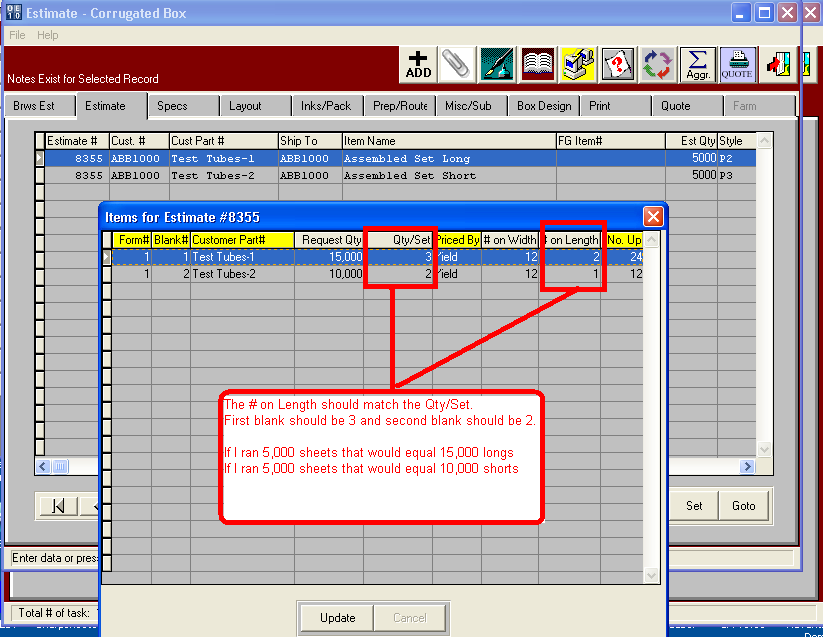 Estimate - Corrugated Box
File Help
Notes Exist for Selected Record
ADD
Aggr.
QUOTE
Brws Est Estimate Specs Layout Inks/Pack Prep/Route Misc/Sub Box Design Print Quote Farm
Estimate # Cust. # Cust Part # Ship To Item Name FG Item# Est Qty Style
8355 ABB1000 Test Tubes-1 ABB1000 Assembled Set Long 5000 P2
8355 ABB1000 Test Tubes-2 ABB1000 Assembled Set Short 5000 P3
Items for Estimate #8355
Form# Blank# Customer Part# Request Qty Qty/Set Priced By # on Width # on Length No. Up
1 1 Test Tubes-1 15,000 3 Yield 12 2 24
1 2 Test Tubes-2 10,000 2 Yield 12 1 12
The # on Length should match the Qty/Set.
First blank should be 3 and second blank should be 2.
If I ran 5,000 sheets that would equal 15,000 longs
If I ran 5,000 sheets that would equal 10,000 shorts
Set Goto
Enter data or press
Total # of task:
Update Cancel